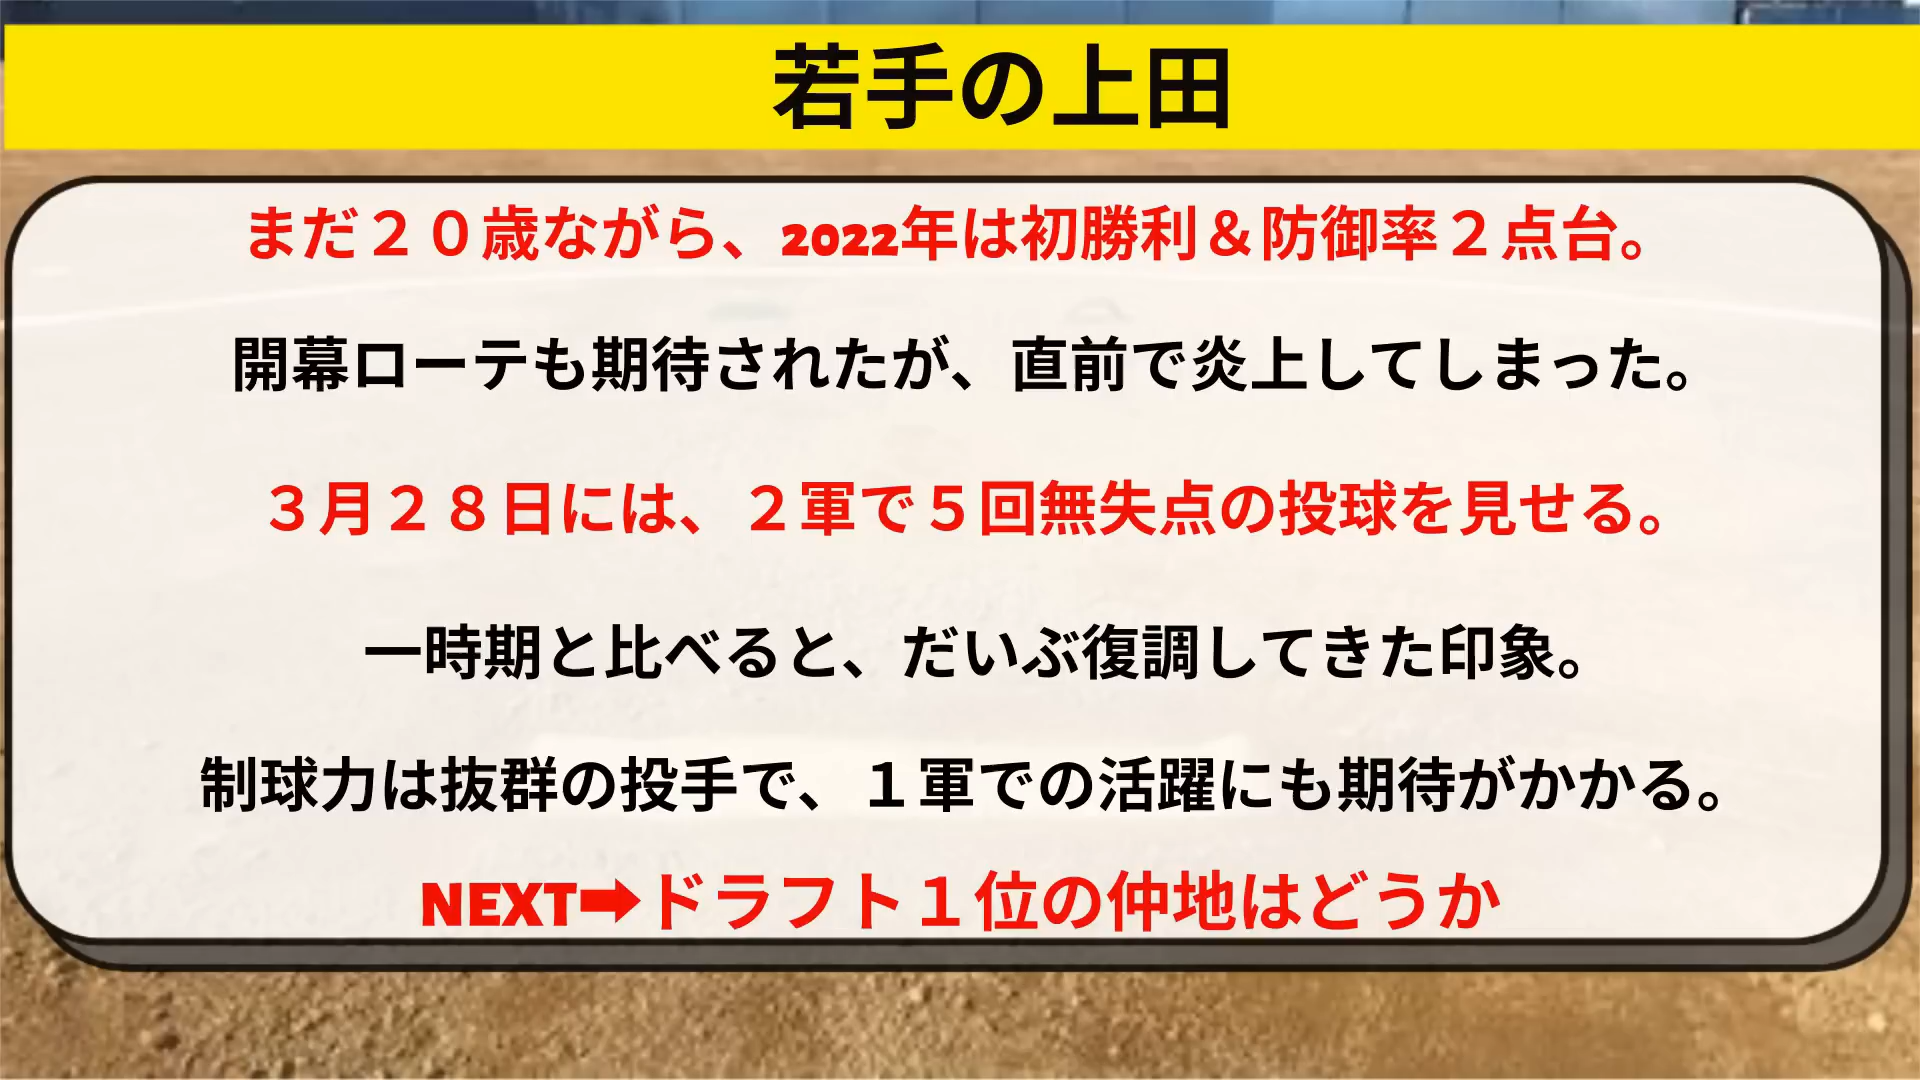 若手の上田
まだ２０歳ながら、2022年は初勝利＆防御率２点台。
開幕ローテも期待されたが、直前で炎上してしまった。
３月２８日には、２軍で５回無失点の投球を見せる。
一時期と比べると、だいぶ復調してきた印象。
制球力は抜群の投手で、１軍での活躍にも期待がかかる。
NEXT➡ドラフト１位の仲地はどうか